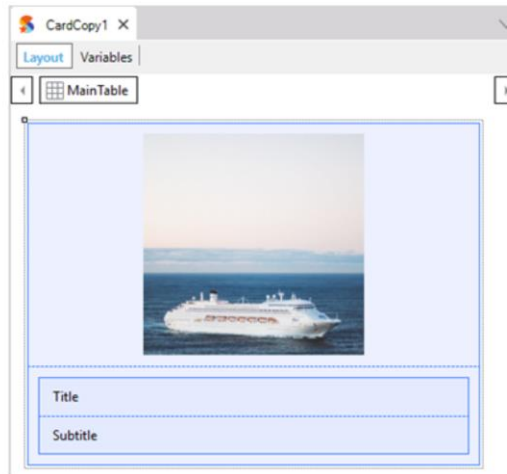 CardCopy1
Layout Variables
MainTable
Title
Subtitle